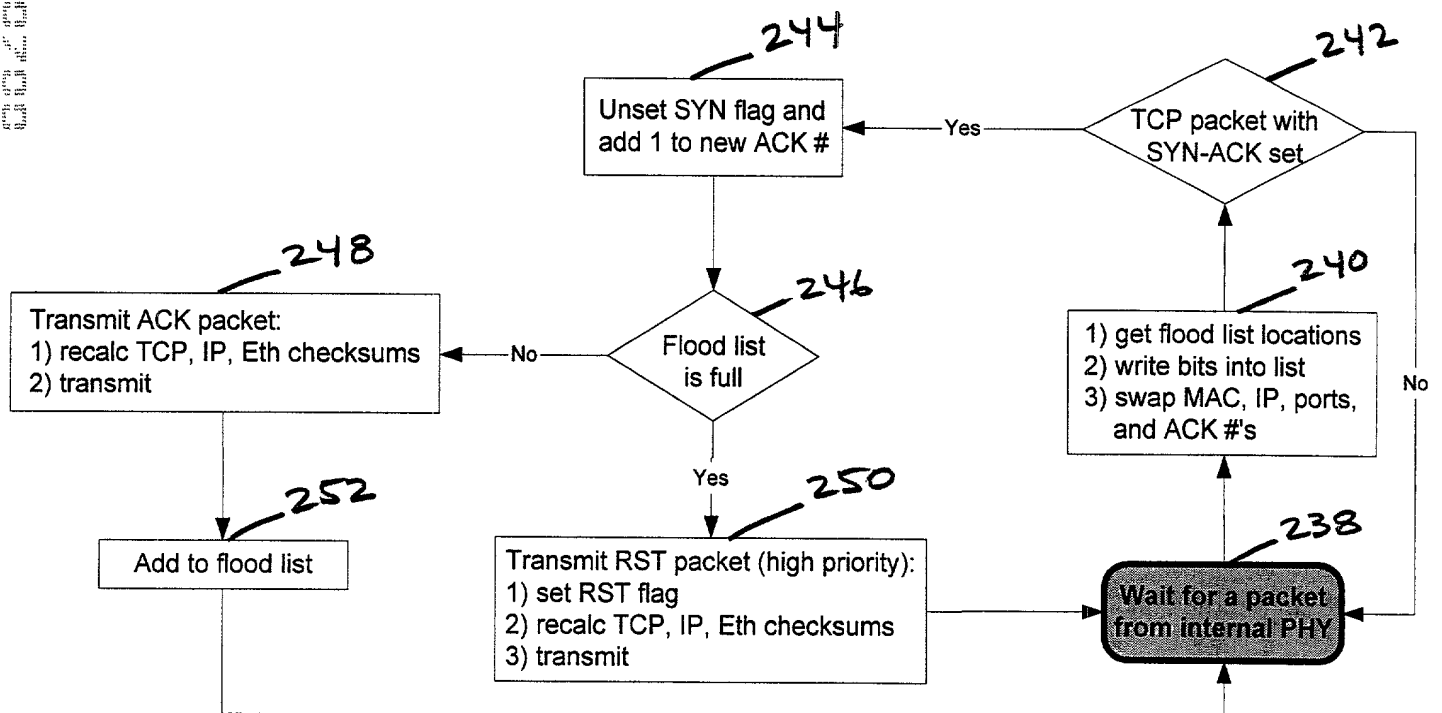 244
242
Unset SYN flag and
add 1 to new ACK #
Yes
TCP packet with
SYN-ACK set
248
246
240
Transmit ACK packet:
1) recalc TCP, IP, Eth checksums
2) transmit
No
Flood list
is full
1) get flood list locations
2) write bits into list
3) swap MAC, IP, ports,
and ACK #'s
No
Yes
252
250
238
Add to flood list
Transmit RST packet (high priority):
1) set RST flag
2) recalc TCP, IP, Eth checksums
3) transmit
Wait for a packet
from internal PHY